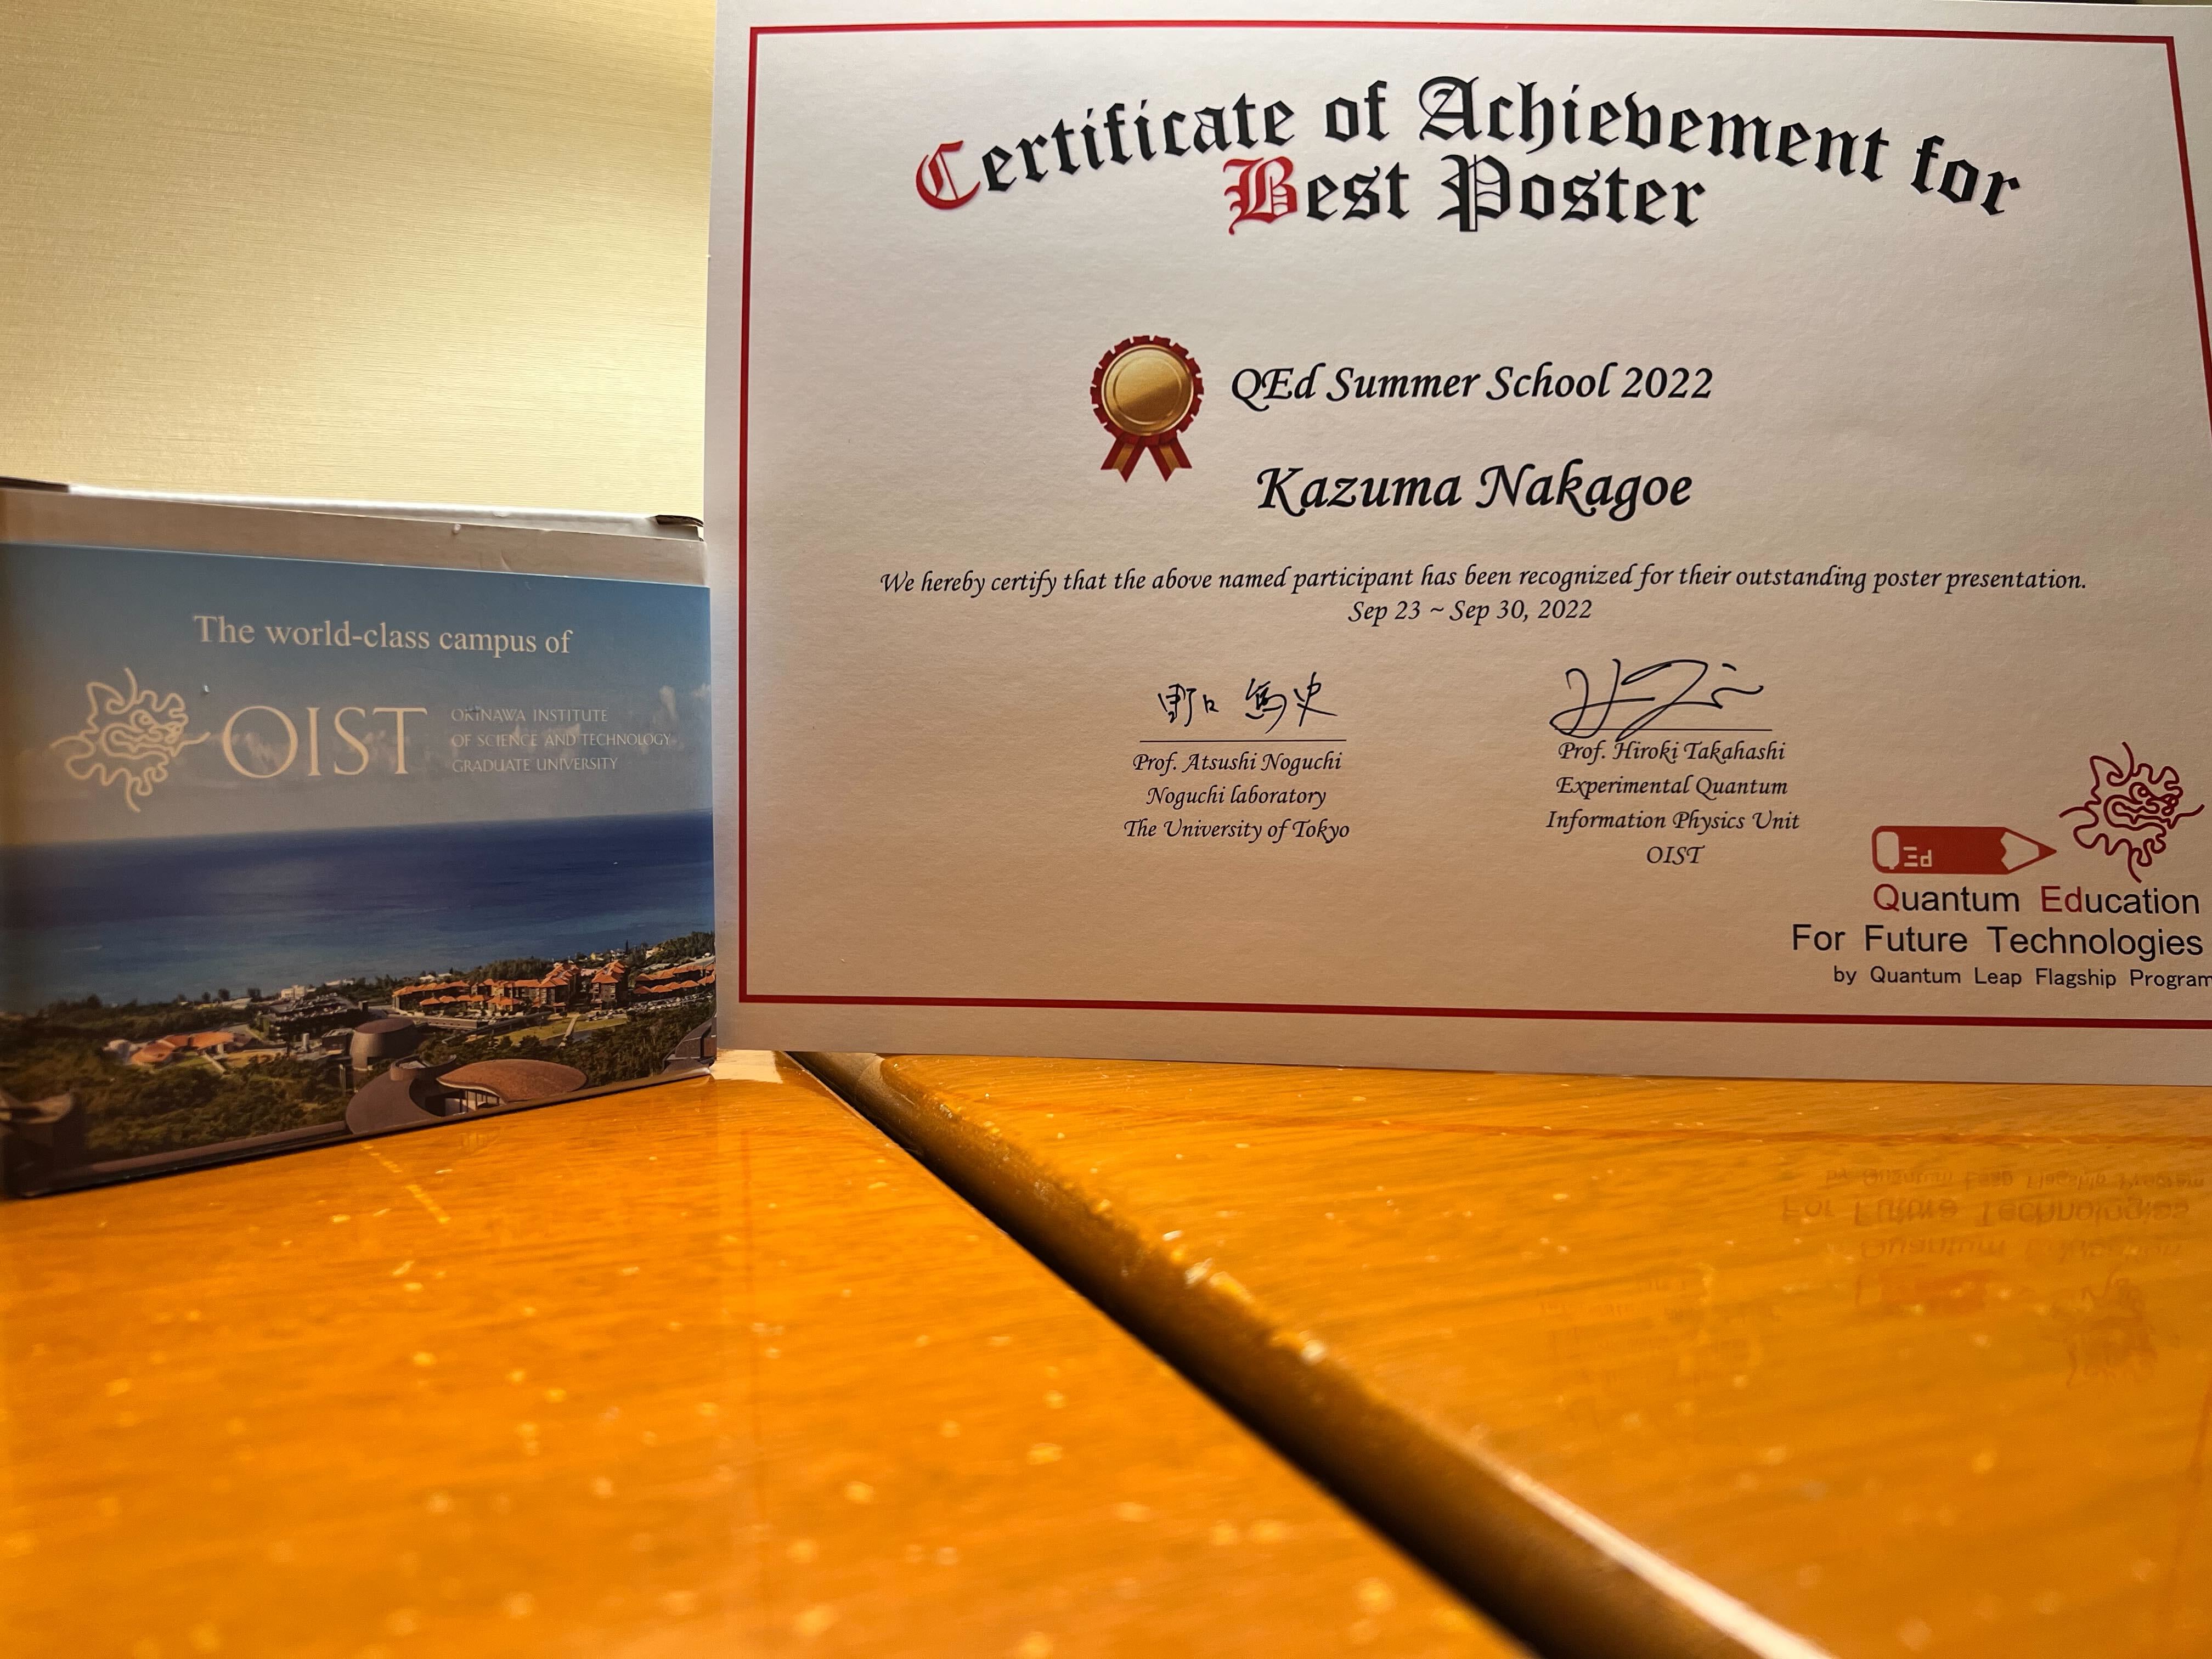 The world-class campus of
OIST
OKINAWA INSTITUTE
OF SCIENCE AND TECHNOLOGY
GRADUATE UNIVERSITY
Certificate of Achievement for
Best Poster
QEd Summer School 2022
Kazuma Nakagoe
We hereby certify that the above named participant has been recognized for their outstanding poster presentation.
Sep 23 ~ Sep 30, 2022
野口 篤史
Prof. Atsushi Noguchi
Noguchi laboratory
The University of Tokyo
Prof. Hiroki Takahashi
Experimental Quantum
Information Physics Unit
OIST
QEd
Quantum Education
For Future Technologies
by Quantum Leap Flagship Program